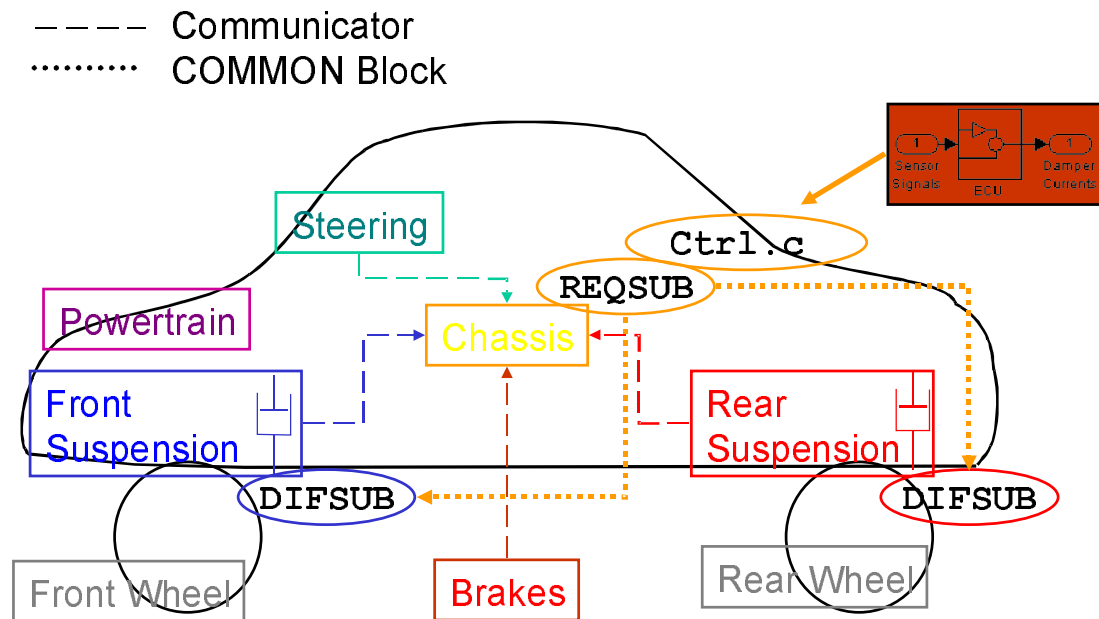 Communicator
COMMON Block
1
1
Sensor
Signals
ECU
Damper
Currents
Steering
Ctrl.c
REQSUB
Powertrain
Chassis
Front
Suspension
Rear
Suspension
DIFSUB
DIFSUB
Front Wheel
Brakes
Rear Wheel